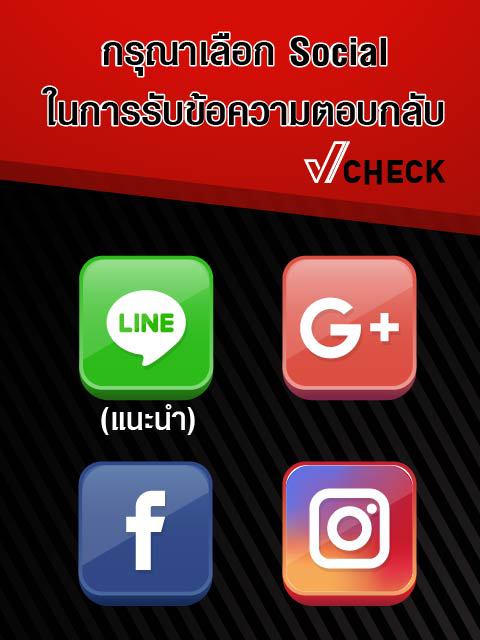 กรุณาเลือก Social
ในการรับข้อความตอบกลับ
CHECK
LINE
G+
(แนะนำ)
f